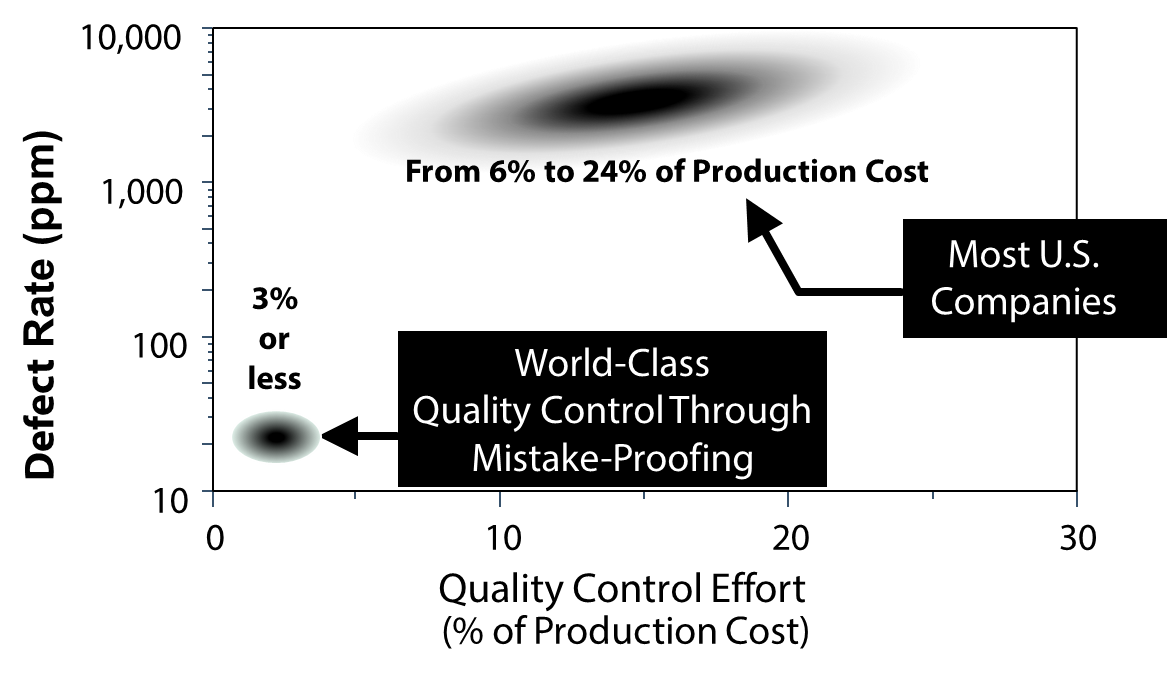 10,000
1,000
100
10
Defect Rate (ppm)
From 6% to 24% of Production Cost
Most U.S.
Companies
3%
or
less
World-Class
Quality Control Through
Mistake-Proofing
0
10
20
30
Quality Control Effort
(% of Production Cost)